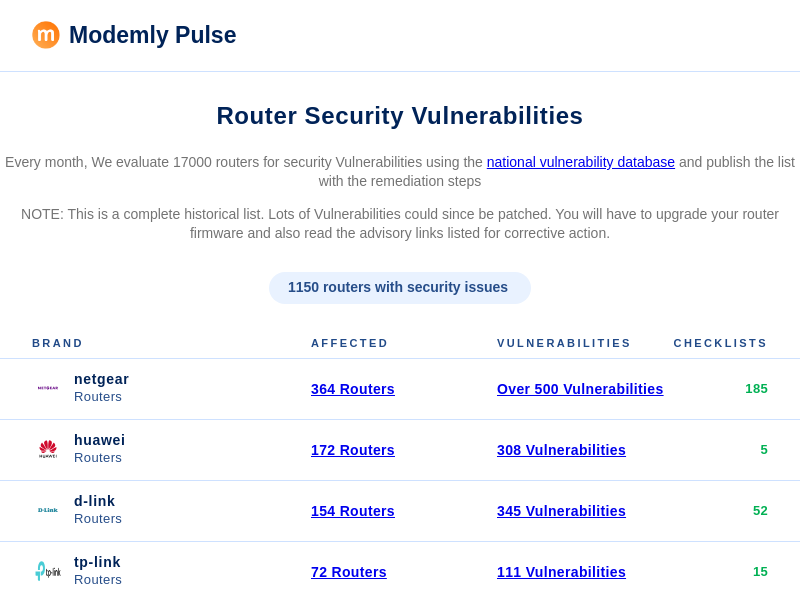 Modemly Pulse
Router Security Vulnerabilities
Every month, We evaluate 17000 routers for security Vulnerabilities using the national vulnerability database and publish the list
with the remediation steps
NOTE: This is a complete historical list. Lots of Vulnerabilities could since be patched. You will have to upgrade your router
firmware and also read the advisory links listed for corrective action.
1150 routers with security issues
BRAND AFFECTED VULNERABILITIES CHECKLISTS
NETGEAR netgear 364 Routers Over 500 Vulnerabilities 185
Routers
HUAWEI huawei 172 Routers 308 Vulnerabilities 5
Routers
D-Link d-link 154 Routers 345 Vulnerabilities 52
Routers
tp-link tp-link 72 Routers 111 Vulnerabilities 15
Routers